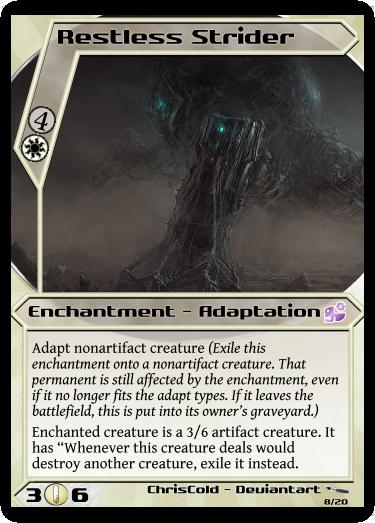 Restless Strider
4
Enchantment - Adaptation
Adapt nonartifact creature (Exile this
enchantment onto a nonartifact creature. That
permanent is still affected by the enchantment, even
if it no longer fits the adapt types. If it leaves the
battlefield, this is put into its owner's graveyard.)
Enchanted creature is a 3/6 artifact creature. It
has “Whenever this creature deals would
destroy another creature, exile it instead.
3 6
ChrisCold - Deviantart
8/20